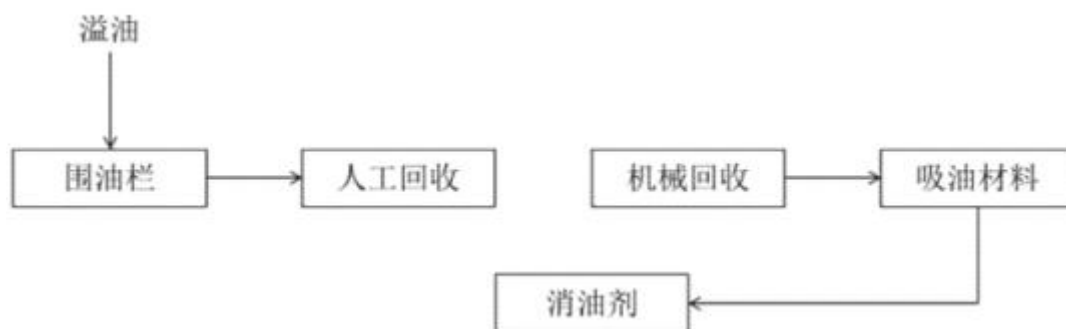 溢油
围油栏
人工回收
机械回收
吸油材料
消油剂